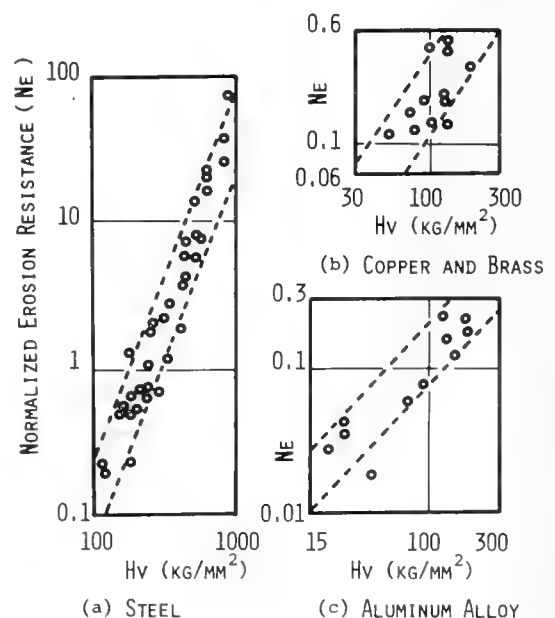 NORMALIZED EROSION RESISTANCE (NE)
100
10
1
0.1
100
1000
HV (KG/MM²)
(a) STEEL
NE
0.6
0.1
0.06
30
100
300
HV (KG/MM²)
(b) COPPER AND BRASS
NE
0.3
0.1
0.01
15
100
300
HV (KG/MM²)
(c) ALUMINUM ALLOY